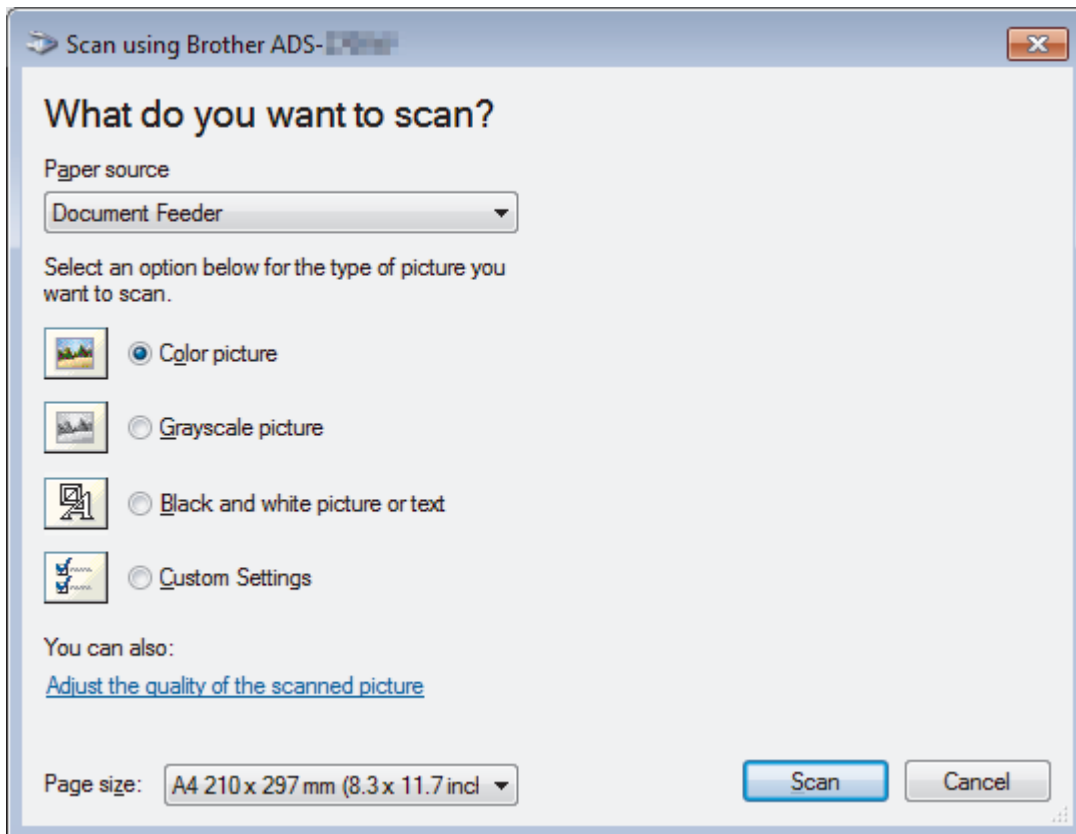 Scan using Brother ADS-
What do you want to scan?
Paper source
Document Feeder
Select an option below for the type of picture you
want to scan.
Color picture
Grayscale picture
Black and white picture or text
Custom Settings
You can also:
Adjust the quality of the scanned picture
Page size: A4 210 x 297 mm (8.3 x 11.7 incl
Scan
Cancel